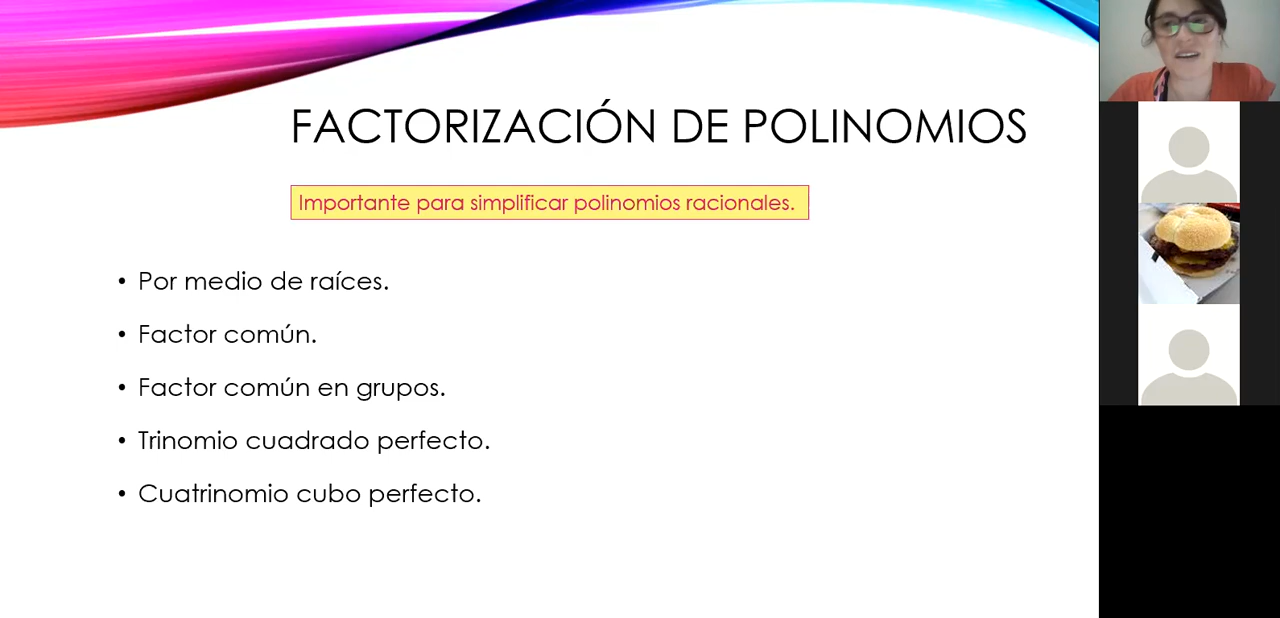 FACTORIZACIÓN DE POLINOMIOS
Importante para simplificar polinomios racionales.
• Por medio de raíces.
• Factor común.
• Factor común en grupos.
• Trinomio cuadrado perfecto.
• Cuatrinomio cubo perfecto.